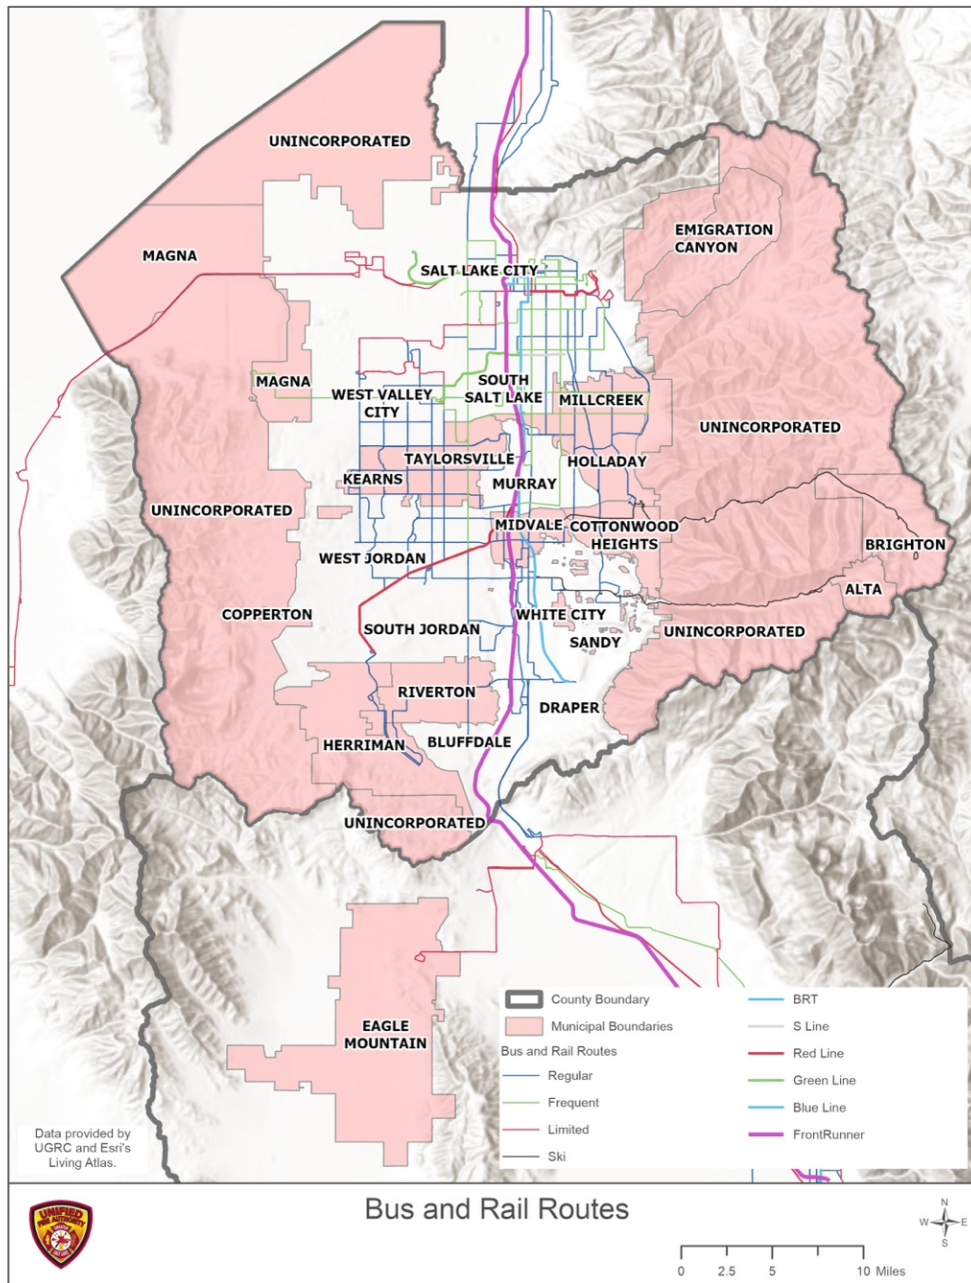 UNINCORPORATED
EMIGRATION
CANYON
MAGNA
SALT LAKE CITY
MAGNA
SOUTH
SALT LAKE
WEST VALLEY
CITY
MILLCREEK
UNINCORPORATED
TAYLORSVILLE
HOLLADAY
KEARNS
MURRAY
UNINCORPORATED
MIDVALE
COTTONWOOD
HEIGHTS
BRIGHTON
WEST JORDAN
ALTA
COPPERTON
WHITE CITY
SOUTH JORDAN
SANDY
UNINCORPORATED
RIVERTON
DRAPER
HERRIMAN
BLUFFDALE
UNINCORPORATED
EAGLE
MOUNTAIN
County Boundary
Municipal Boundaries
Bus and Rail Routes
Regular
Frequent
Limited
Ski
BRT
S Line
Red Line
Green Line
Blue Line
FrontRunner
Data provided by
UGRC and Esri's
Living Atlas.
UNIFIED
FIRE AUTHORITY
Bus and Rail Routes
N
W E
S
0 2.5 5 10 Miles